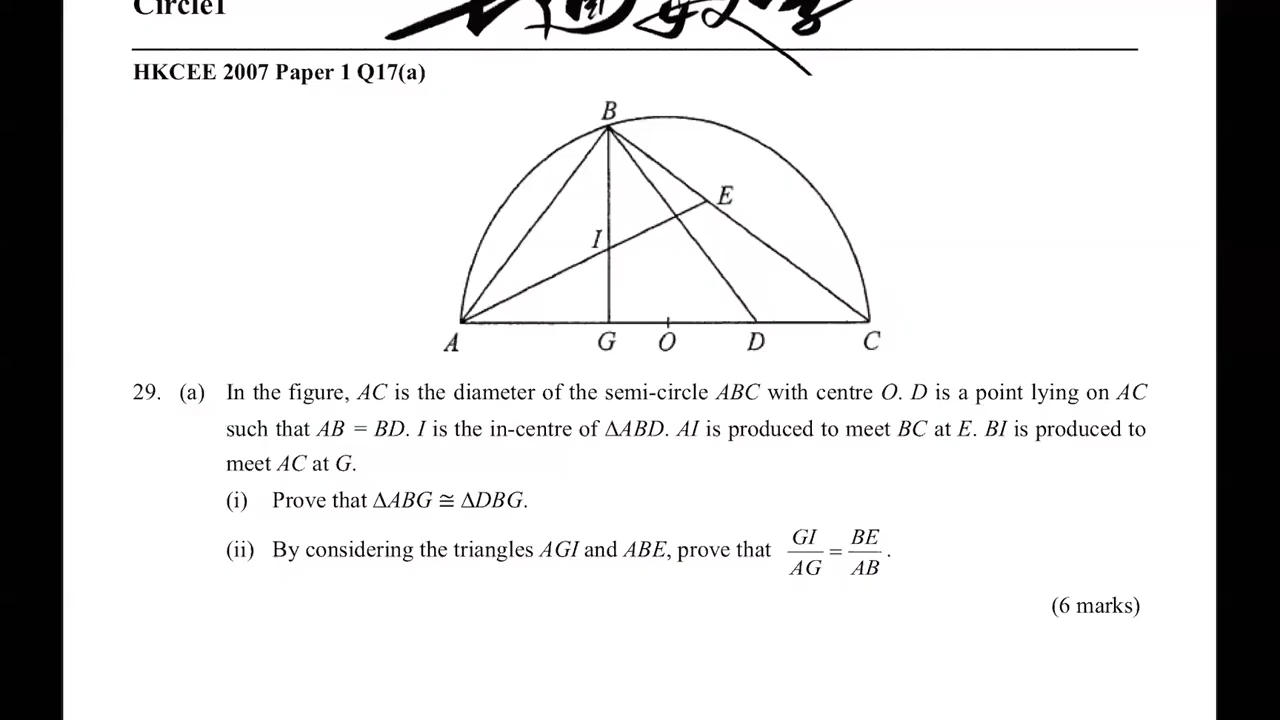 Circle1
HKCEE 2007 Paper 1 Q17(a)
B
E
I
A
G
O
D
C
29. (a) In the figure, AC is the diameter of the semi-circle ABC with centre O. D is a point lying on AC
such that AB = BD. I is the in-centre of ΔABD. AI is produced to meet BC at E. BI is produced to
meet AC at G.
(i) Prove that ΔABG ≅ ΔDBG.
(ii) By considering the triangles AGI and ABE, prove that GI/AG = BE/AB.
(6 marks)